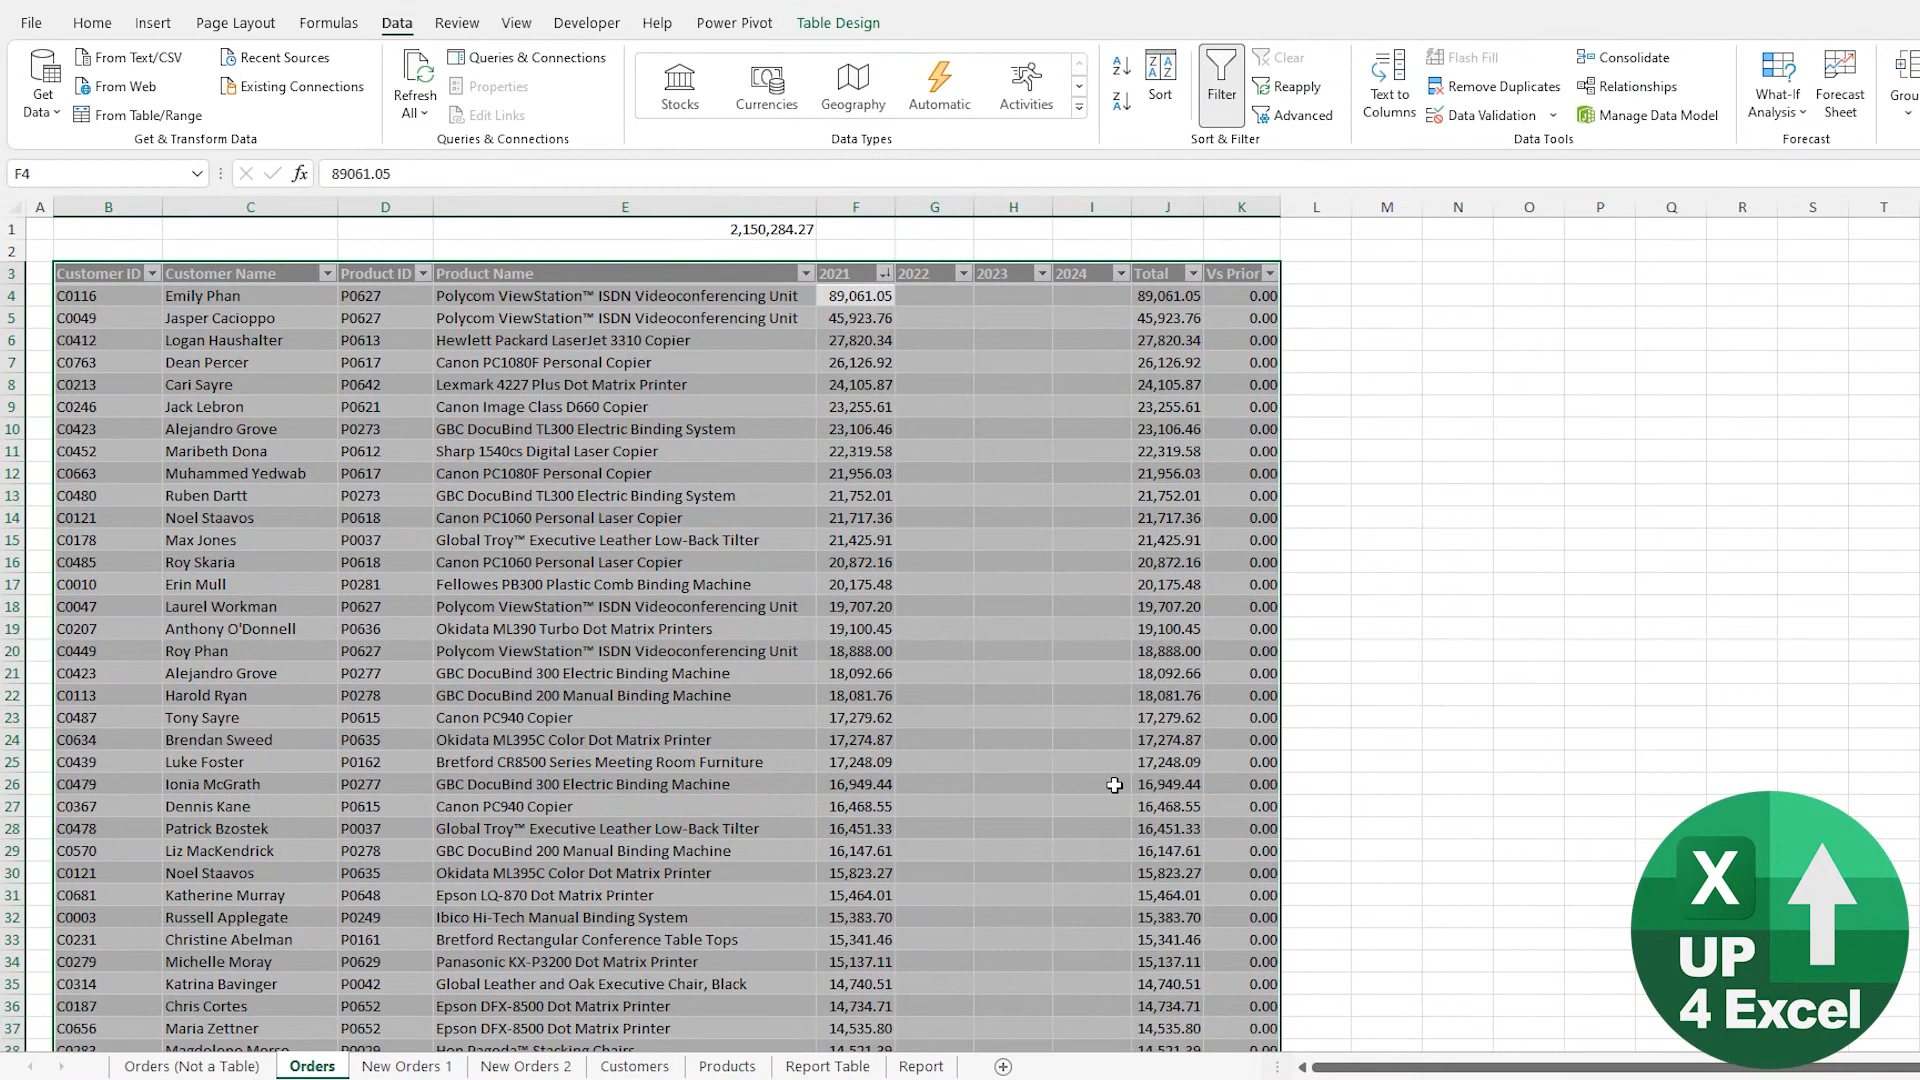 File Home Insert Page Layout Formulas Data Review View Developer Help Power Pivot Table Design
Get Data
From Text/CSV
From Web
From Table/Range
Recent Sources
Existing Connections
Get & Transform Data
Refresh All
Queries & Connections
Properties
Edit Links
Queries & Connections
Stocks Currencies Geography Automatic Activities
Data Types
Sort
Filter
Clear
Reapply
Advanced
Sort & Filter
Text to Columns
Flash Fill
Remove Duplicates
Data Validation
Consolidate
Relationships
Manage Data Model
Data Tools
What-If Analysis
Forecast Sheet
Forecast
F4 fx 89061.05
A B C D E F G H I J K L M N O P Q R S T
1 2,150,284.27
2
3 Customer ID Customer Name Product ID Product Name 2021 2022 2023 2024 Total Vs Prior
4 C0116 Emily Phan P0627 Polycom ViewStation™ ISDN Videoconferencing Unit 89,061.05 89,061.05 0.00
5 C0049 Jasper Cacioppo P0627 Polycom ViewStation™ ISDN Videoconferencing Unit 45,923.76 45,923.76 0.00
6 C0412 Logan Haushalter P0613 Hewlett Packard LaserJet 3310 Copier 27,820.34 27,820.34 0.00
7 C0763 Dean Percer P0617 Canon PC1080F Personal Copier 26,126.92 26,126.92 0.00
8 C0213 Cari Sayre P0642 Lexmark 4227 Plus Dot Matrix Printer 24,105.87 24,105.87 0.00
9 C0246 Jack Lebron P0621 Canon Image Class D660 Copier 23,255.61 23,255.61 0.00
10 C0423 Alejandro Grove P0273 GBC DocuBind TL300 Electric Binding System 23,106.46 23,106.46 0.00
11 C0452 Maribeth Dona P0612 Sharp 1540cs Digital Laser Copier 22,319.58 22,319.58 0.00
12 C0663 Muhammed Yedwab P0617 Canon PC1080F Personal Copier 21,956.03 21,956.03 0.00
13 C0480 Ruben Dartt P0273 GBC DocuBind TL300 Electric Binding System 21,752.01 21,752.01 0.00
14 C0121 Noel Staavos P0618 Canon PC1060 Personal Laser Copier 21,717.36 21,717.36 0.00
15 C0178 Max Jones P0037 Global Troy™ Executive Leather Low-Back Tilter 21,425.91 21,425.91 0.00
16 C0485 Roy Skaria P0618 Canon PC1060 Personal Laser Copier 20,872.16 20,872.16 0.00
17 C0010 Erin Mull P0281 Fellowes PB300 Plastic Comb Binding Machine 20,175.48 20,175.48 0.00
18 C0047 Laurel Workman P0627 Polycom ViewStation™ ISDN Videoconferencing Unit 19,707.20 19,707.20 0.00
19 C0207 Anthony O'Donnell P0636 Okidata ML390 Turbo Dot Matrix Printers 19,100.45 19,100.45 0.00
20 C0449 Roy Phan P0627 Polycom ViewStation™ ISDN Videoconferencing Unit 18,888.00 18,888.00 0.00
21 C0423 Alejandro Grove P0277 GBC DocuBind 300 Electric Binding Machine 18,092.66 18,092.66 0.00
22 C0113 Harold Ryan P0278 GBC DocuBind 200 Manual Binding Machine 18,081.76 18,081.76 0.00
23 C0487 Tony Sayre P0615 Canon PC940 Copier 17,279.62 17,279.62 0.00
24 C0634 Brendan Sweed P0635 Okidata ML395C Color Dot Matrix Printer 17,274.87 17,274.87 0.00
25 C0439 Luke Foster P0162 Bretford CR8500 Series Meeting Room Furniture 17,248.09 17,248.09 0.00
26 C0479 Ionia McGrath P0277 GBC DocuBind 300 Electric Binding Machine 16,949.44 16,949.44 0.00
27 C0367 Dennis Kane P0615 Canon PC940 Copier 16,468.55 16,468.55 0.00
28 C0478 Patrick Bzostek P0037 Global Troy™ Executive Leather Low-Back Tilter 16,451.33 16,451.33 0.00
29 C0570 Liz MacKendrick P0278 GBC DocuBind 200 Manual Binding Machine 16,147.61 16,147.61 0.00
30 C0121 Noel Staavos P0635 Okidata ML395C Color Dot Matrix Printer 15,823.27 15,823.27 0.00
31 C0681 Katherine Murray P0648 Epson LQ-870 Dot Matrix Printer 15,464.01 15,464.01 0.00
32 C0003 Russell Applegate P0249 Ibico Hi-Tech Manual Binding System 15,383.70 15,383.70 0.00
33 C0231 Christine Abelman P0161 Bretford Rectangular Conference Table Tops 15,341.46 15,341.46 0.00
34 C0279 Michelle Moray P0629 Panasonic KX-P3200 Dot Matrix Printer 15,137.11 15,137.11 0.00
35 C0314 Katrina Bavinger P0042 Global Leather and Oak Executive Chair, Black 14,740.51 14,740.51 0.00
36 C0187 Chris Cortes P0652 Epson DFX-8500 Dot Matrix Printer 14,734.71 14,734.71 0.00
37 C0656 Maria Zettner P0652 Epson DFX-8500 Dot Matrix Printer 14,535.80 14,535.80 0.00
X
UP
4 Excel
Orders (Not a Table) Orders New Orders 1 New Orders 2 Customers Products Report Table Report